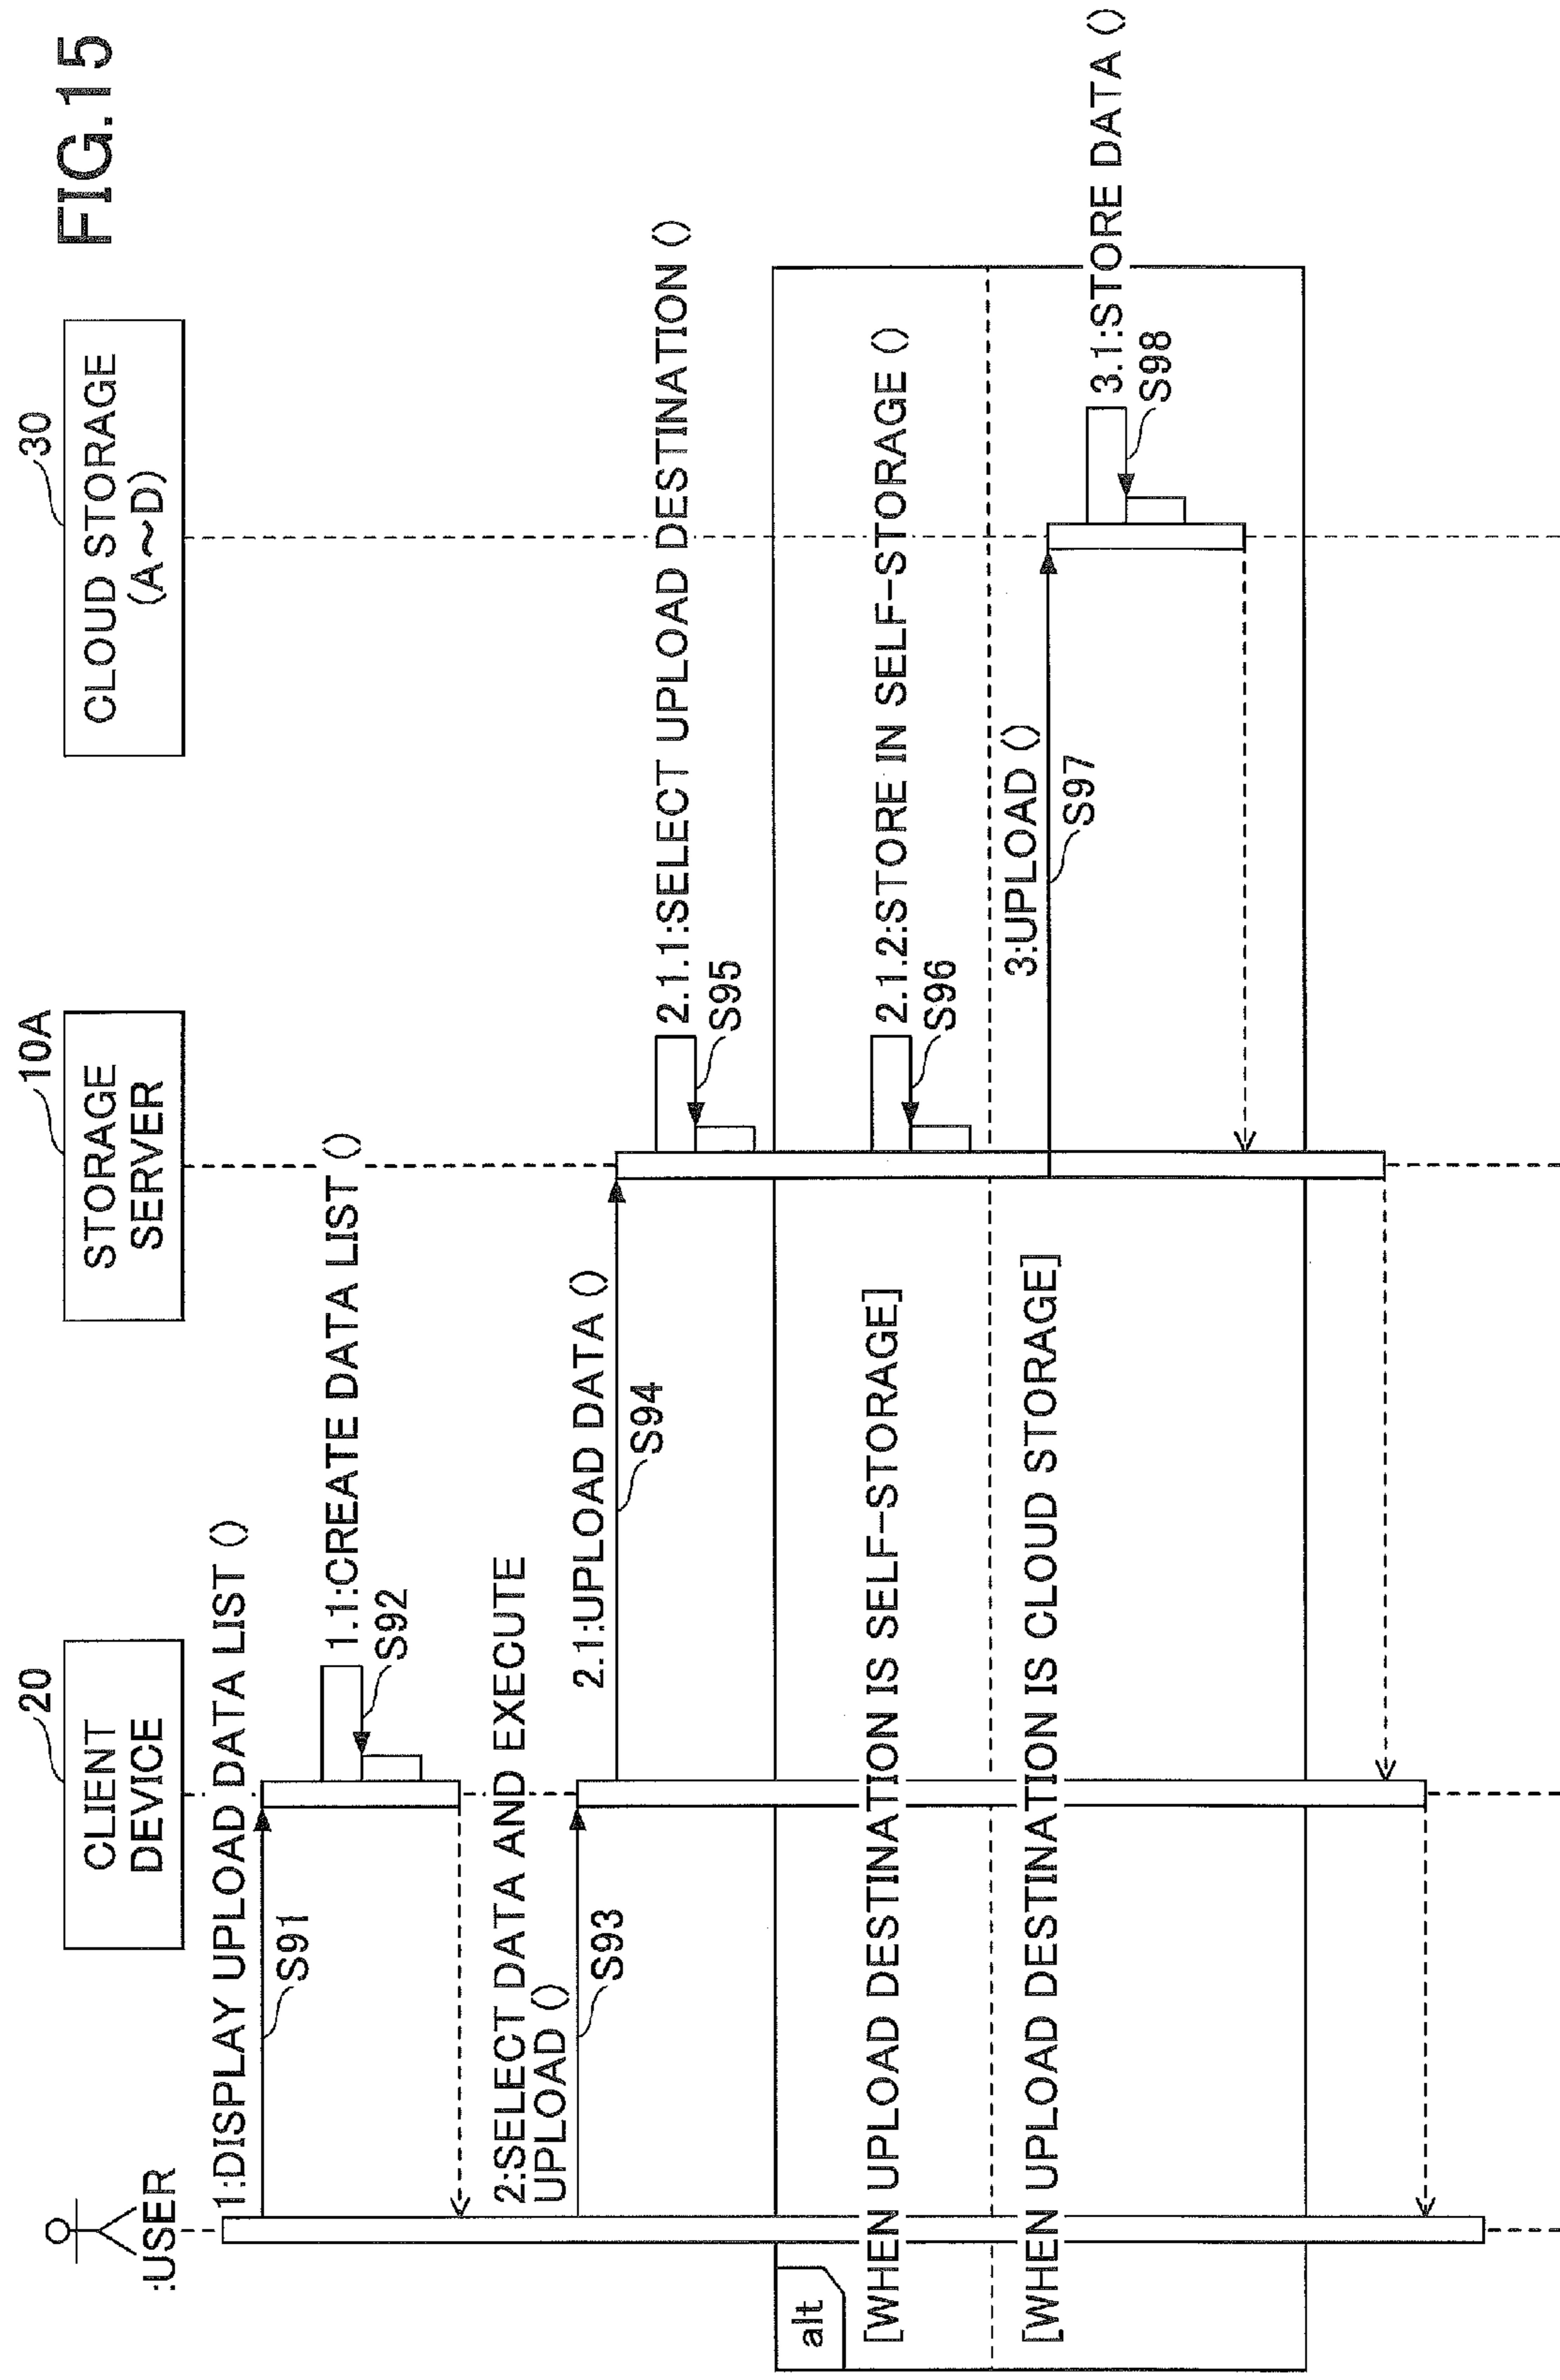 FIG.15
:USER
20
CLIENT
DEVICE
10A
STORAGE
SERVER
30
CLOUD STORAGE
(A~D)
1:DISPLAY UPLOAD DATA LIST ()
S91
1.1:CREATE DATA LIST ()
S92
2:SELECT DATA AND EXECUTE
UPLOAD ()
S93
2.1:UPLOAD DATA ()
S94
2.1.1:SELECT UPLOAD DESTINATION ()
S95
alt
[WHEN UPLOAD DESTINATION IS SELF-STORAGE]
2.1.2:STORE IN SELF-STORAGE ()
S96
[WHEN UPLOAD DESTINATION IS CLOUD STORAGE]
3:UPLOAD ()
S97
3.1:STORE DATA ()
S98